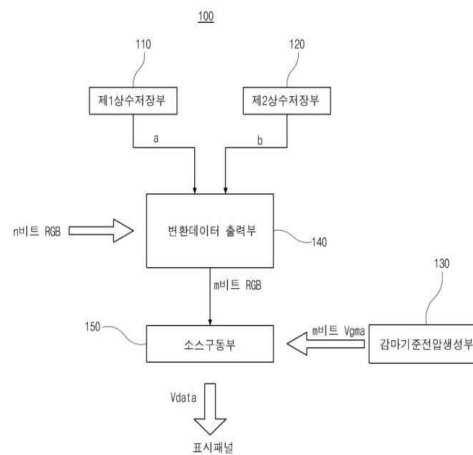 100
110
120
제1상수저장부
제2상수저장부
a
b
n비트 RGB
변환데이터 출력부
140
m비트 RGB
130
150
소스구동부
m비트 Vgma
감마기준전압생성부
Vdata
표시패널